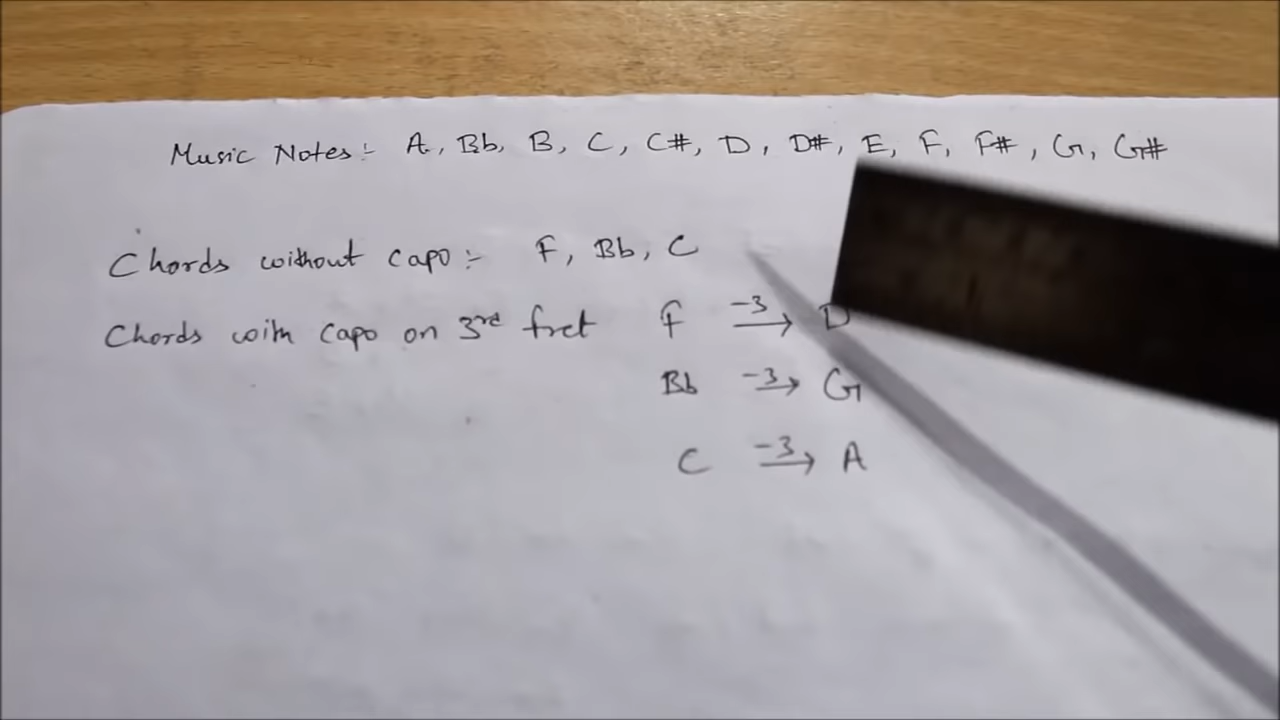 Music Notes:- A, Bb, B, C, C#, D, D#, E, F, F#, G, G#
Chords without capo:- F, Bb, C
Chords with capo on 3rd fret F -3→ D
Bb -3→ G
C -3→ A